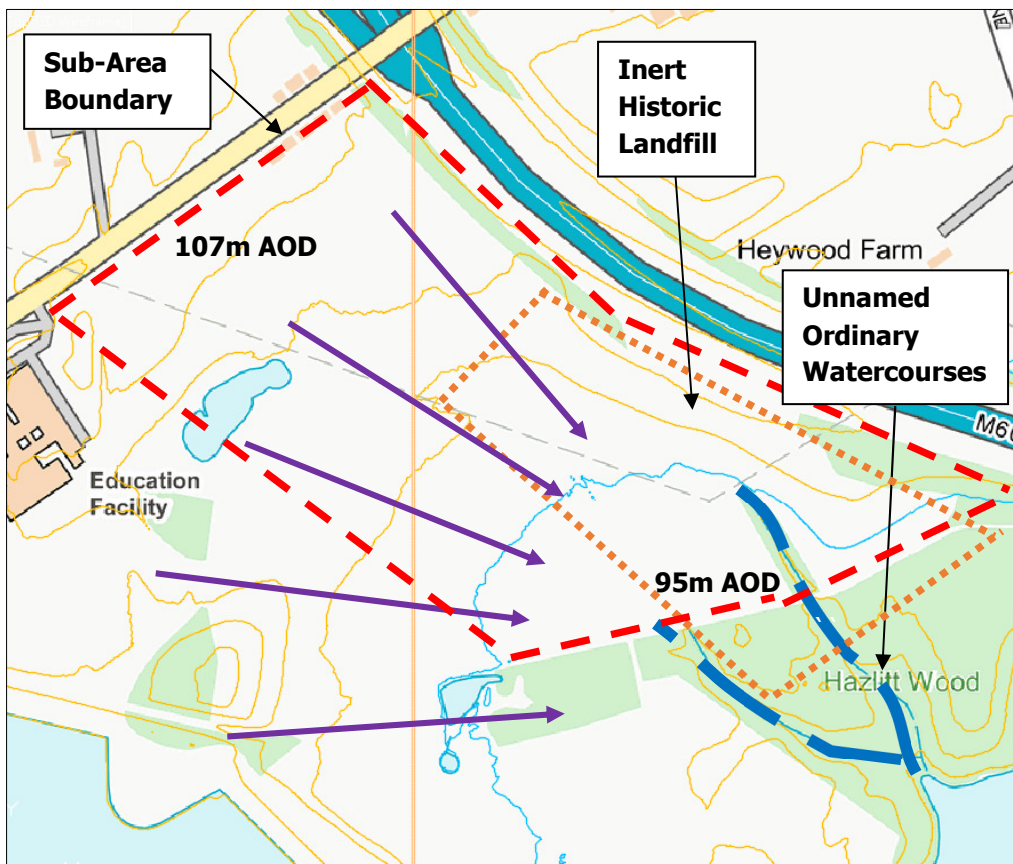 Sub-Area
Boundary
Inert
Historic
Landfill
107m AOD
Heywood Farm
Unnamed
Ordinary
Watercourses
M60
Education
Facility
95m AOD
Hazlitt Wood